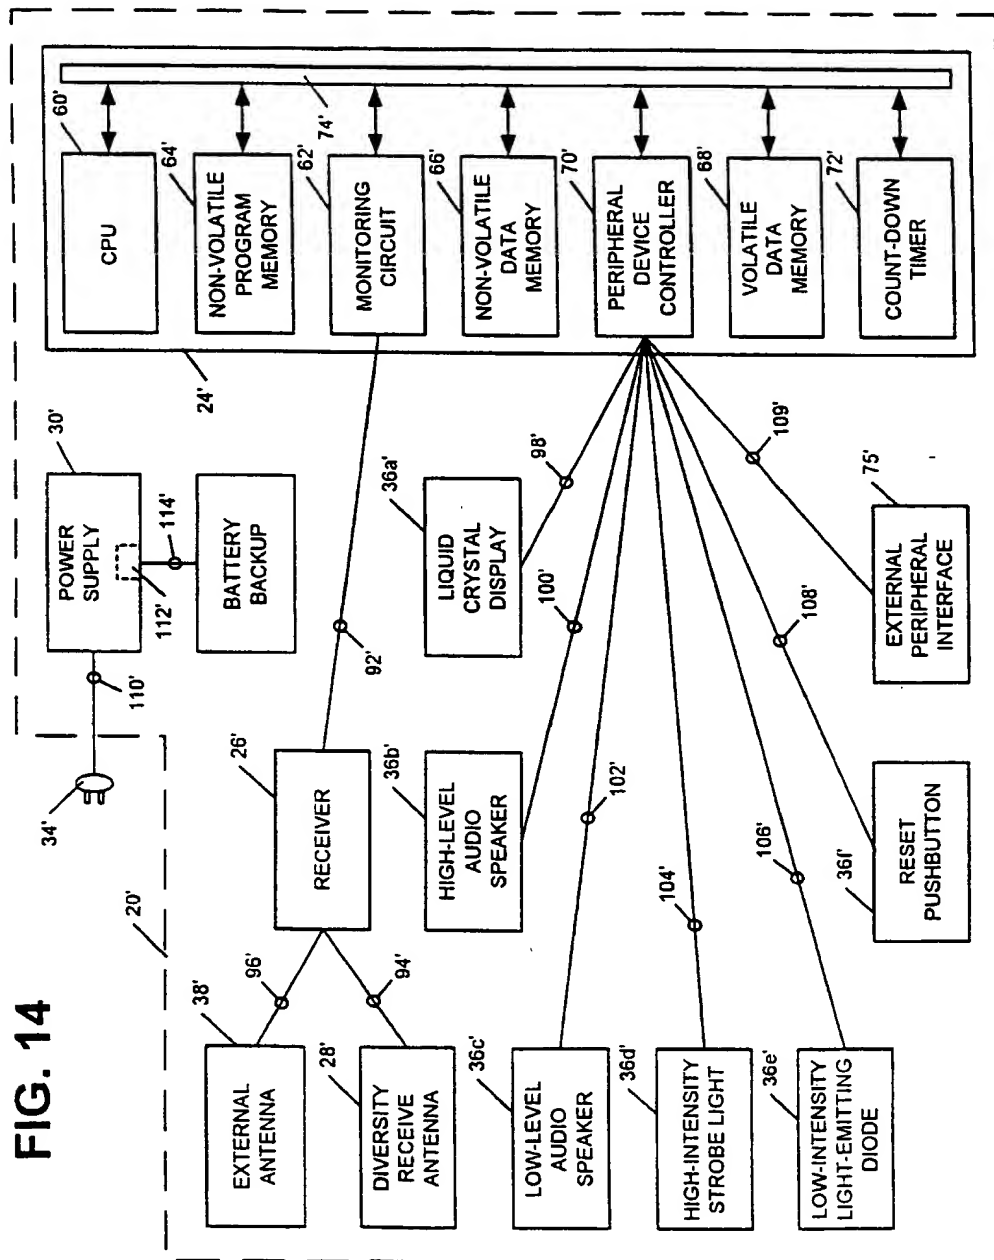 FIG. 14
20'
34'
110'
30'
POWER
SUPPLY
112'
114'
BATTERY
BACKUP
24'
60'
CPU
64'
NON-VOLATILE
PROGRAM
MEMORY
74'
62'
MONITORING
CIRCUIT
66'
NON-VOLATILE
DATA
MEMORY
70'
PERIPHERAL
DEVICE
CONTROLLER
68'
VOLATILE
DATA
MEMORY
72'
COUNT-DOWN
TIMER
38'
EXTERNAL
ANTENNA
96'
28'
DIVERSITY
RECEIVE
ANTENNA
94'
26'
RECEIVER
92'
36a'
LIQUID
CRYSTAL
DISPLAY
98'
36b'
HIGH-LEVEL
AUDIO
SPEAKER
100'
36c'
LOW-LEVEL
AUDIO
SPEAKER
102'
36d'
HIGH-INTENSITY
STROBE LIGHT
104'
36e'
LOW-INTENSITY
LIGHT-EMITTING
DIODE
106'
36f'
RESET
PUSHBUTTON
108'
75'
EXTERNAL
PERIPHERAL
INTERFACE
109'